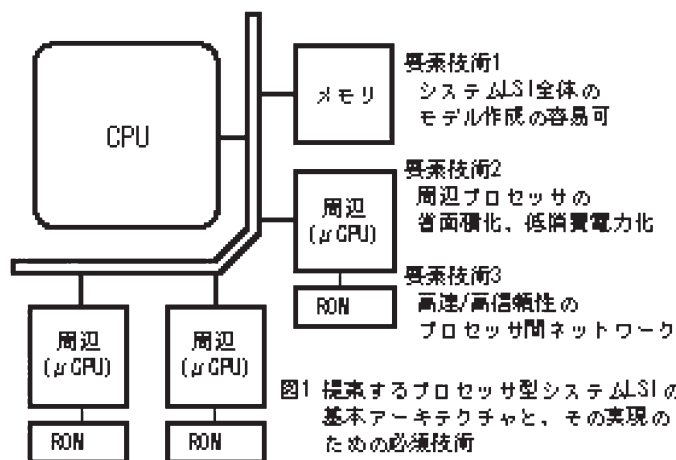 CPU
メモリ
要素技術1
システムLSI全体の
モデル作成の容易可
周辺
(μCPU)
ROM
要素技術2
周辺プロセッサの
省面積化、低消費電力化
要素技術3
高速/高信頼性の
プロセッサ間ネットワーク
周辺
(μCPU)
ROM
周辺
(μCPU)
ROM
図1 提案するプロセッサ型システムLSIの
基本アーキテクチャと、その実現の
ための必須技術